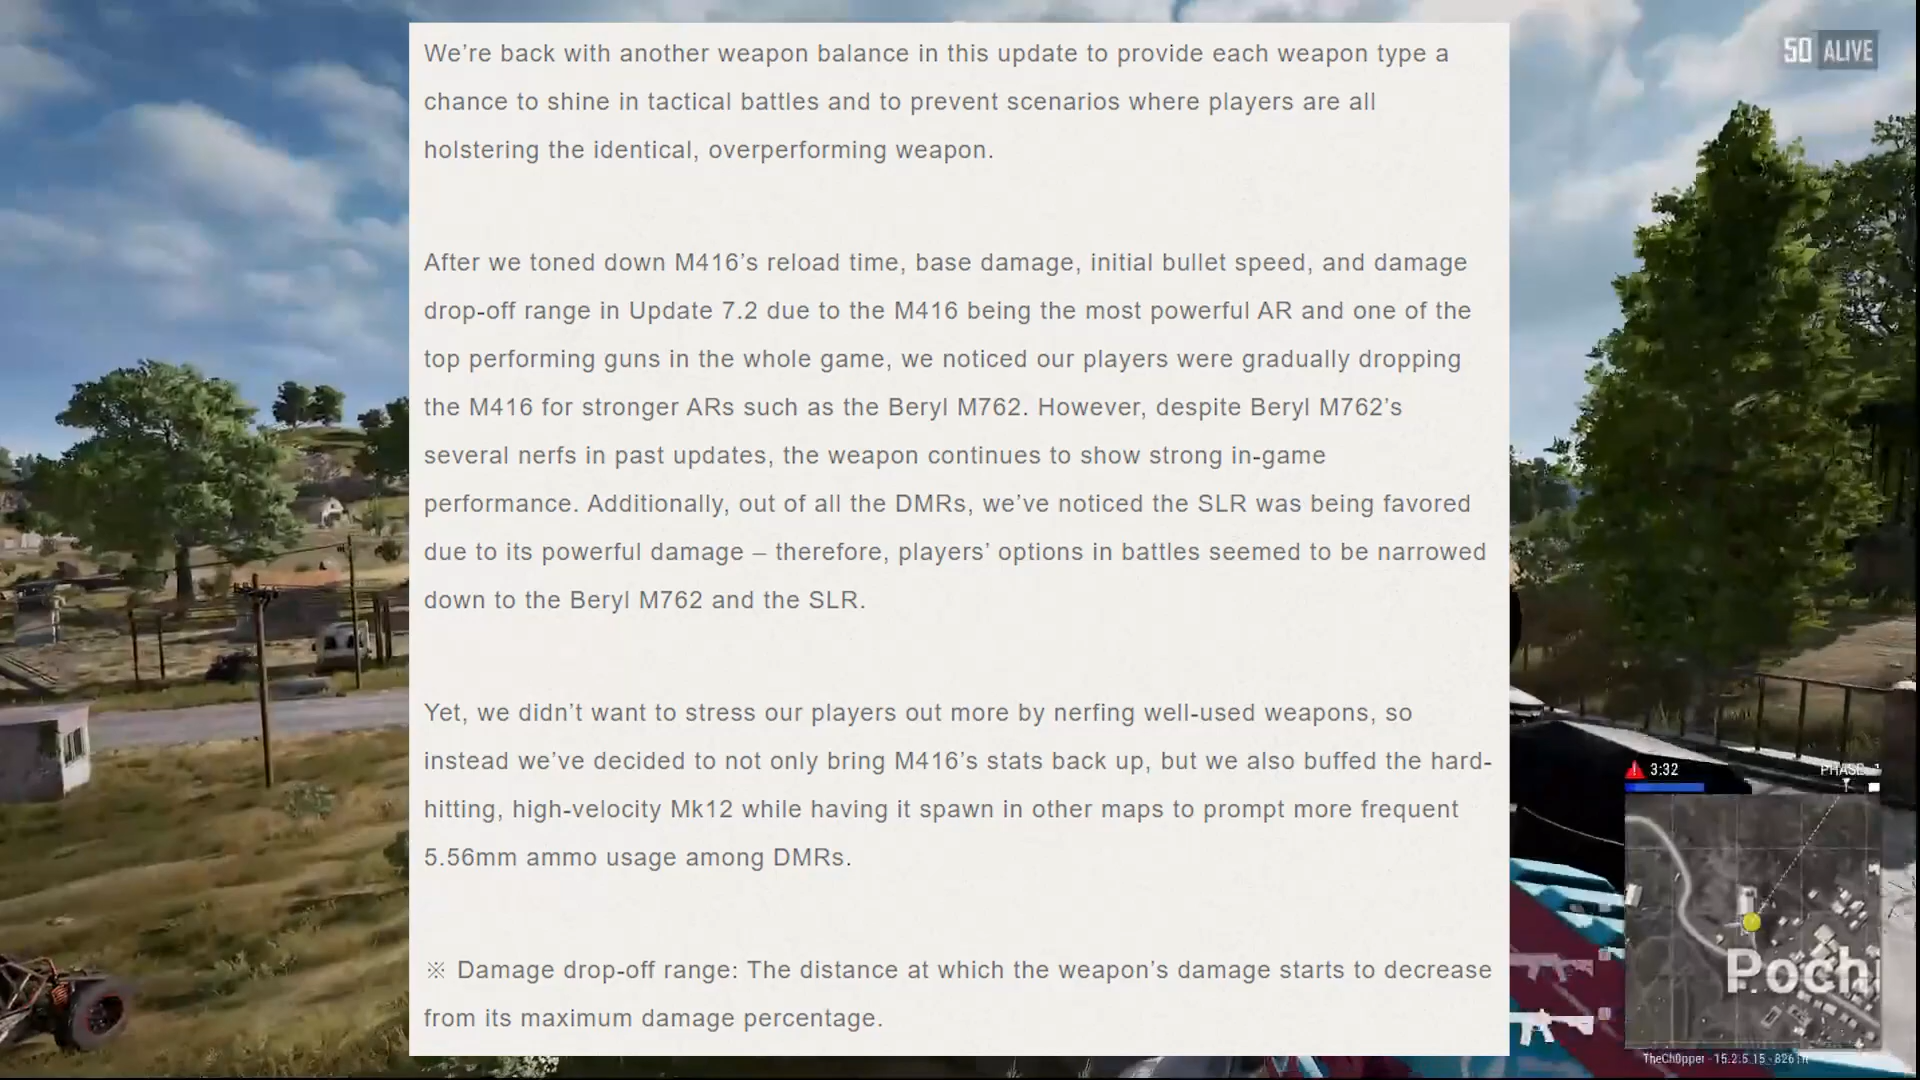 We’re back with another weapon balance in this update to provide each weapon type a
chance to shine in tactical battles and to prevent scenarios where players are all
holstering the identical, overperforming weapon.
After we toned down M416’s reload time, base damage, initial bullet speed, and damage
drop-off range in Update 7.2 due to the M416 being the most powerful AR and one of the
top performing guns in the whole game, we noticed our players were gradually dropping
the M416 for stronger ARs such as the Beryl M762. However, despite Beryl M762’s
several nerfs in past updates, the weapon continues to show strong in-game
performance. Additionally, out of all the DMRs, we’ve noticed the SLR was being favored
due to its powerful damage – therefore, players’ options in battles seemed to be narrowed
down to the Beryl M762 and the SLR.
Yet, we didn’t want to stress our players out more by nerfing well-used weapons, so
instead we’ve decided to not only bring M416’s stats back up, but we also buffed the hard-
hitting, high-velocity Mk12 while having it spawn in other maps to prompt more frequent
5.56mm ammo usage among DMRs.
※ Damage drop-off range: The distance at which the weapon’s damage starts to decrease
from its maximum damage percentage.
50 ALIVE
3:32
PHASE
Poch
TheCh0pper - 15.2.5.15